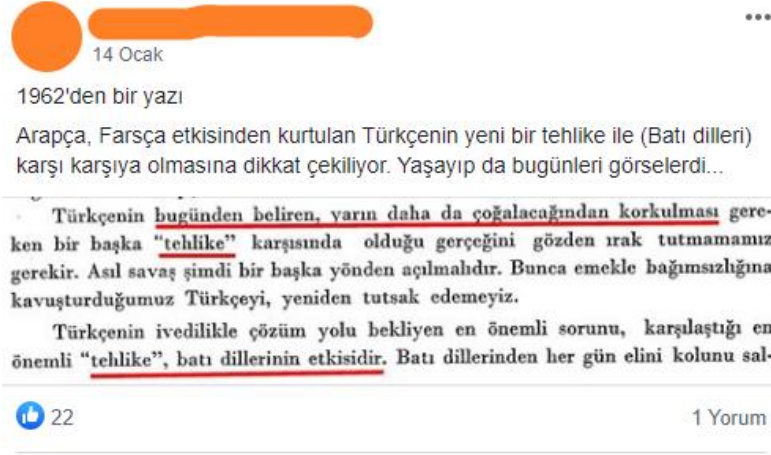 14 Ocak
1962'den bir yazı
Arapça, Farsça etkisinden kurtulan Türkçenin yeni bir tehlike ile (Batı dilleri)
karşı karşıya olmasına dikkat çekiliyor. Yaşayıp da bugünleri görselerdi...
Türkçenin bugünden beliren, yarın daha da çoğalacağından korkulması gere-
ken bir başka “tehlike” karşısında olduğu gerçeğini gözden ırak tutmamamız
gerekir. Asıl savaş şimdi bir başka yönden açılmalıdır. Bunca emekle bağımsızlığına
kavuşturduğumuz Türkçeyi, yeniden tutsak edemeyiz.
Türkçenin ivedilikle çözüm yolu bekliyen en önemli sorunu, karşılaştığı en
önemli “tehlike”, batı dillerinin etkisidir. Batı dillerinden her gün elini kolunu sal-
22
1 Yorum